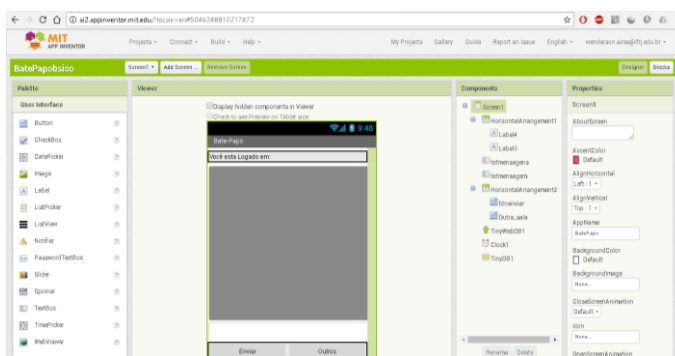 ai2.appinventor.mit.edu/?locale=en#5046248810217472
MIT
APP INVENTOR
Projects Connect Build Help
My Projects Gallery Guide Report an Issue English
BatePapobsico
Screen1 Add Screen ... Remove Screen
Designer Blocks
Palette
User Interface
Button
CheckBox
DatePicker
Image
Label
ListPicker
ListView
Notifier
PasswordTextBox
Slider
Spinner
TextBox
TimePicker
WebViewer
Viewer
Display hidden components in Viewer
Check to see Preview on Tablet size.
9:48
Bate-Papo
Você esta Logado em:
Enviar Outros
Components
Screen1
HorizontalArrangement1
Label4
Label3
txtmensagens
txtmensagem
HorizontalArrangement2
btnenviar
Outra_sala
TinyWebDB1
Clock1
TinyDB1
Rename Delete
Properties
Screen1
AboutScreen
AccentColor
Default
AlignHorizontal
Left : 1
AlignVertical
Top : 1
AppName
BatePapo
BackgroundColor
Default
BackgroundImage
None...
CloseScreenAnimation
Default
Icon
None...
OpenScreenAnimation